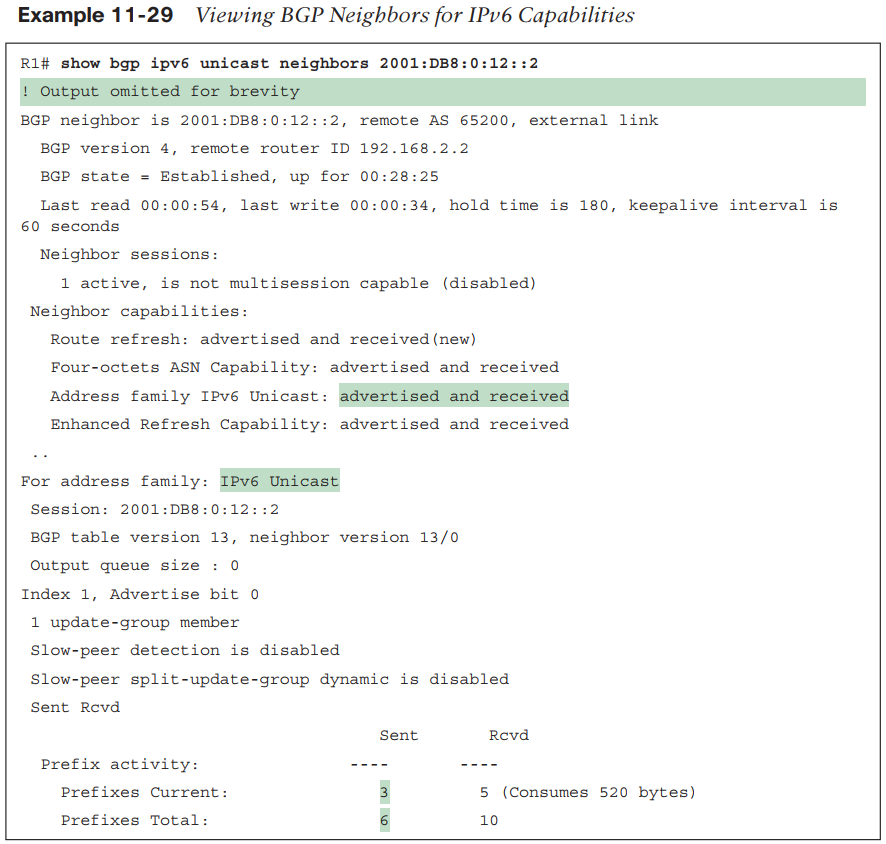 Example 11-29 Viewing BGP Neighbors for IPv6 Capabilities
R1# show bgp ipv6 unicast neighbors 2001:DB8:0:12::2
! Output omitted for brevity
BGP neighbor is 2001:DB8:0:12::2, remote AS 65200, external link
BGP version 4, remote router ID 192.168.2.2
BGP state = Established, up for 00:28:25
Last read 00:00:54, last write 00:00:34, hold time is 180, keepalive interval is
60 seconds
Neighbor sessions:
1 active, is not multisession capable (disabled)
Neighbor capabilities:
Route refresh: advertised and received(new)
Four-octets ASN Capability: advertised and received
Address family IPv6 Unicast: advertised and received
Enhanced Refresh Capability: advertised and received
..
For address family: IPv6 Unicast
Session: 2001:DB8:0:12::2
BGP table version 13, neighbor version 13/0
Output queue size : 0
Index 1, Advertise bit 0
1 update-group member
Slow-peer detection is disabled
Slow-peer split-update-group dynamic is disabled
Sent Rcvd
Sent Rcvd
Prefix activity: ---- ----
Prefixes Current: 3 5 (Consumes 520 bytes)
Prefixes Total: 6 10